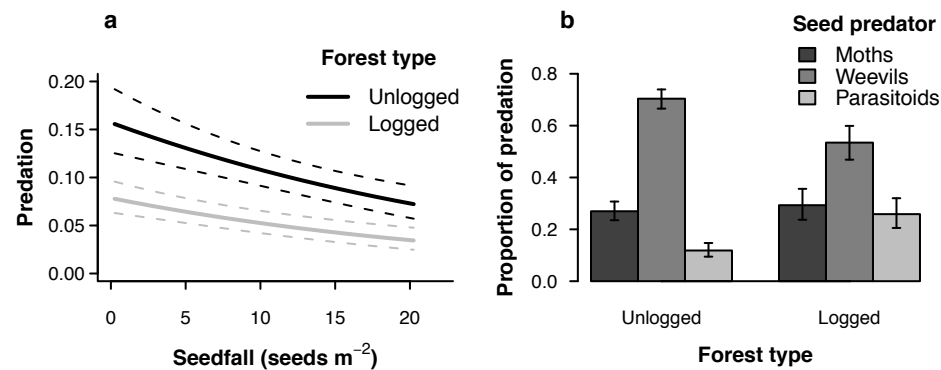 a
Forest type
Unlogged
Logged
Predation
0.20
0.15
0.10
0.05
0.00
0 5 10 15 20
Seedfall (seeds m⁻²)
b
Seed predator
Moths
Weevils
Parasitoids
Proportion of predation
0.8
0.6
0.4
0.2
0.0
Unlogged Logged
Forest type